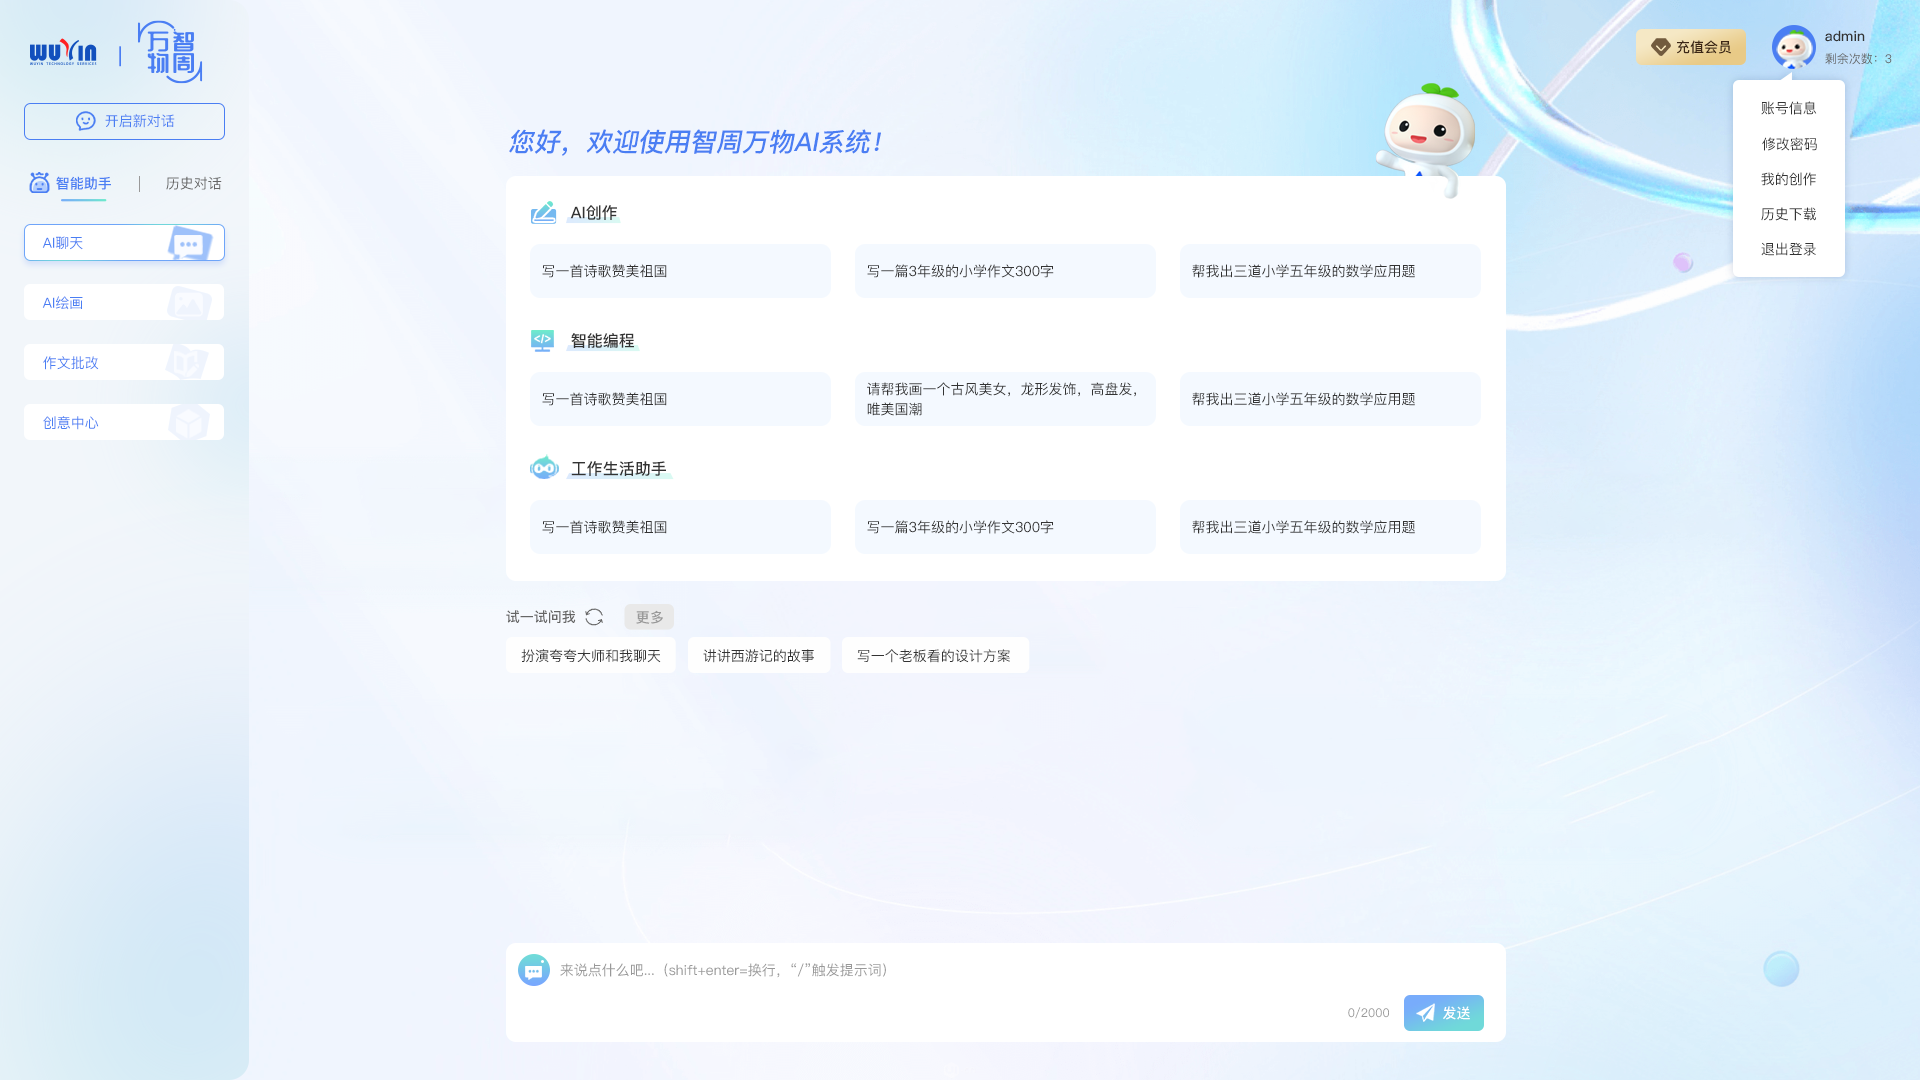 WUYIN
WUYIN TECHNOLOGY SERVICES
智周万物
开启新对话
智能助手
历史对话
AI聊天
AI绘画
作文批改
创意中心
充值会员
admin
剩余次数：3
账号信息
修改密码
我的创作
历史下载
退出登录
您好，欢迎使用智周万物AI系统！
AI创作
写一首诗歌赞美祖国
写一篇3年级的小学作文300字
帮我出三道小学五年级的数学应用题
智能编程
写一首诗歌赞美祖国
请帮我画一个古风美女，龙形发饰，高盘发，
唯美国潮
帮我出三道小学五年级的数学应用题
工作生活助手
写一首诗歌赞美祖国
写一篇3年级的小学作文300字
帮我出三道小学五年级的数学应用题
试一试问我
更多
扮演夸夸大师和我聊天
讲讲西游记的故事
写一个老板看的设计方案
来说点什么吧...（shift+enter=换行，“/”触发提示词）
0/2000
发送